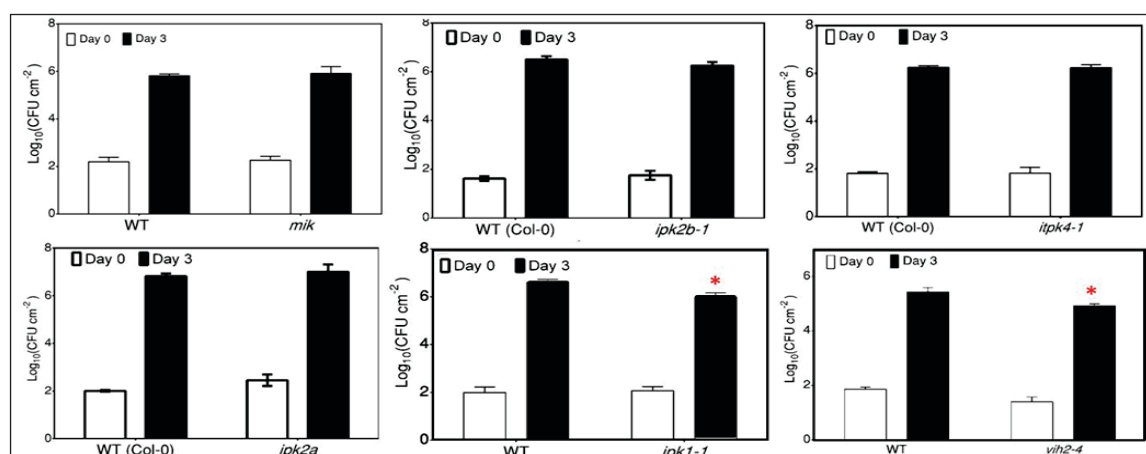 Day 0 Day 3
Log10(CFU cm-2)
8
6
4
2
0
WT mik
Day 0 Day 3
Log10(CFU cm-2)
8
6
4
2
0
WT (Col-0) ipk2b-1
Day 0 Day 3
Log10(CFU cm-2)
8
6
4
2
0
WT (Col-0) itpk4-1
Day 0 Day 3
Log10(CFU cm-2)
8
6
4
2
0
WT (Col-0) ipk2a
Day 0 Day 3
*
Log10(CFU cm-2)
8
6
4
2
0
WT ipk1-1
Day 0 Day 3
*
Log10(CFU cm-2)
6
4
2
0
WT vih2-4